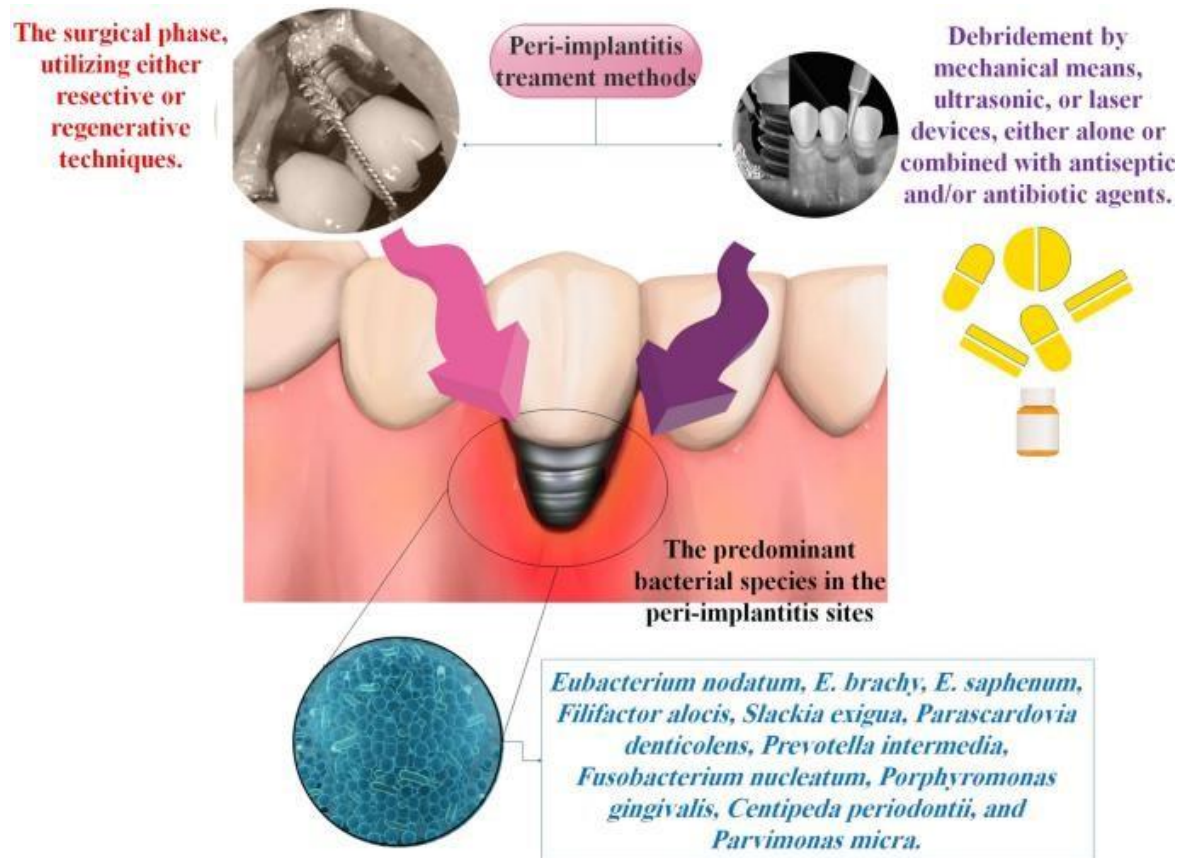 The surgical phase,
utilizing either
resective or
regenerative
techniques.
Peri-implantitis
treament methods
Debridement by
mechanical means,
ultrasonic, or laser
devices, either alone or
combined with antiseptic
and/or antibiotic agents.
The predominant
bacterial species in the
peri-implantitis sites
Eubacterium nodatum, E. brachy, E. saphenum,
Filifactor alocis, Slackia exigua, Parascardovia
denticolens, Prevotella intermedia,
Fusobacterium nucleatum, Porphyromonas
gingivalis, Centipeda periodontii, and
Parvimonas micra.